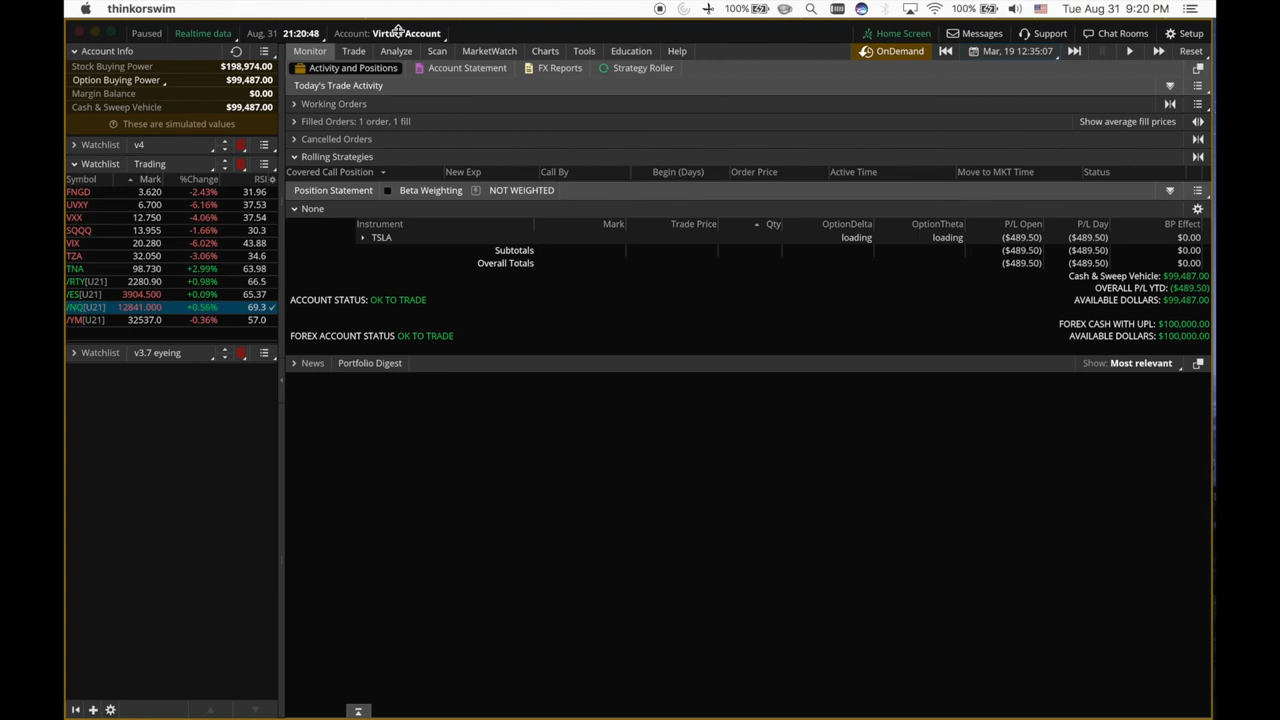 thinkorswim 100% 100% Tue Aug 31 9:20 PM
Paused Realtime data Aug. 31 21:20:48 Account: Virtual Account Home Screen Messages Support Chat Rooms Setup
Account Info Monitor Trade Analyze Scan MarketWatch Charts Tools Education Help OnDemand Mar, 19 12:35:07 Reset
Stock Buying Power $198,974.00
Option Buying Power $99,487.00
Margin Balance $0.00
Cash & Sweep Vehicle $99,487.00
These are simulated values
Watchlist v4
Watchlist Trading
Symbol Mark %Change RSI
FNGD 3.620 -2.43% 31.96
UVXY 6.700 -6.16% 37.53
VXX 12.750 -4.06% 37.54
SQQQ 13.955 -1.66% 30.3
VIX 20.280 -6.02% 43.88
TZA 32.050 -3.06% 34.6
TNA 98.730 +2.99% 63.98
/RTY[U21] 2280.90 +0.98% 66.5
/ES[U21] 3904.500 +0.09% 65.37
/NQ[U21] 12841.000 +0.56% 69.3
/YM[U21] 32537.0 -0.36% 57.0
Watchlist v3.7 eyeing
Activity and Positions Account Statement FX Reports Strategy Roller
Today's Trade Activity
Working Orders
Filled Orders: 1 order, 1 fill Show average fill prices
Cancelled Orders
Rolling Strategies
Covered Call Position New Exp Call By Begin (Days) Order Price Active Time Move to MKT Time Status
Position Statement Beta Weighting NOT WEIGHTED
None
Instrument Mark Trade Price Qty OptionDelta OptionTheta P/L Open P/L Day BP Effect
TSLA loading loading ($489.50) ($489.50) $0.00
Subtotals ($489.50) ($489.50) $0.00
Overall Totals ($489.50) ($489.50) $0.00
Cash & Sweep Vehicle: $99,487.00
OVERALL P/L YTD: ($489.50)
ACCOUNT STATUS: OK TO TRADE AVAILABLE DOLLARS: $99,487.00
FOREX CASH WITH UPL: $100,000.00
FOREX ACCOUNT STATUS OK TO TRADE AVAILABLE DOLLARS: $100,000.00
News Portfolio Digest Show: Most relevant